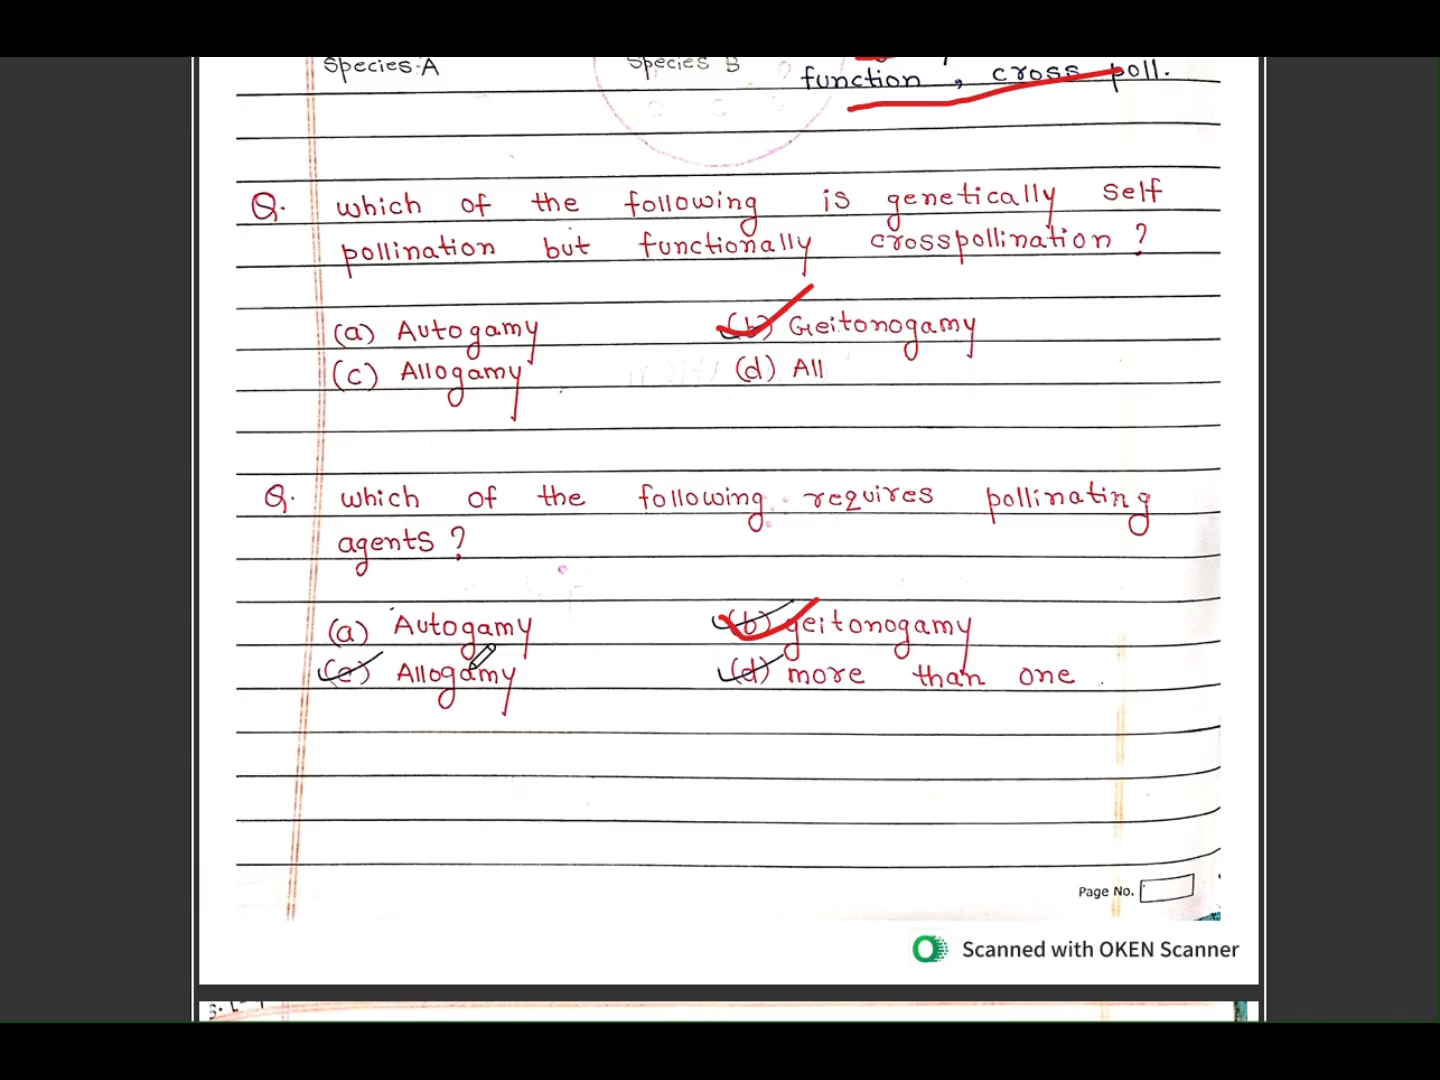 Species A Species B
function, cross poll.
Q. which of the following is genetically self
pollination but functionally crosspollination ?
(a) Autogamy (b) Geitonogamy
(c) Allogamy (d) All
Q. which of the following requires pollinating
agents ?
(a) Autogamy (b) geitonogamy
(c) Allogamy (d) more than one
Page No.
Scanned with OKEN Scanner